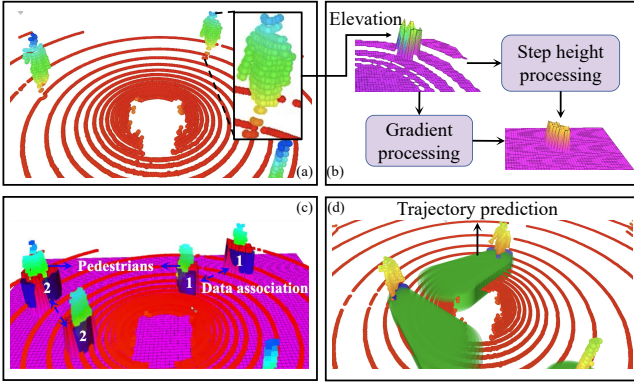 (a)
Elevation
Step height
processing
Gradient
processing
(b)
(c)
Pedestrians
1
1
2
Data association
2
(d)
Trajectory prediction